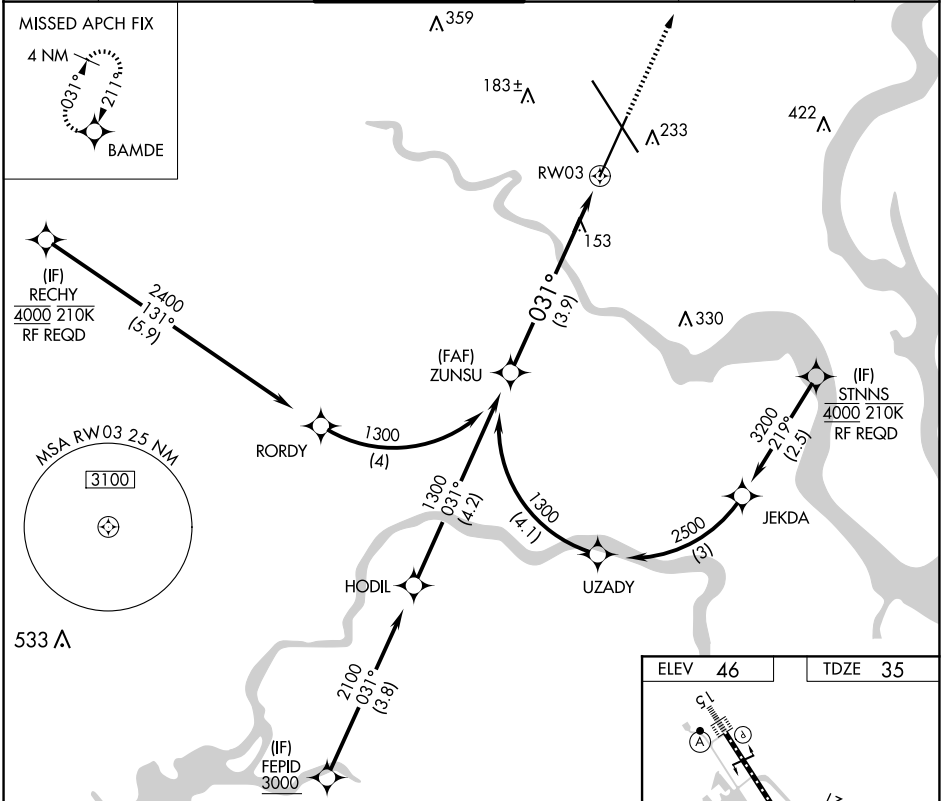 MISSED APCH FIX
4 NM
031°
211°
BAMDE
359
183±
233
422
RW03
153
(IF)
RECHY
4000 210K
RF REQD
2400
131°
(5.9)
031°
(3.9)
330
(FAF)
ZUNSU
(IF)
STNNS
4000 210K
RF REQD
3200
219°
(2.5)
RORDY
1300
(4)
MSA RW03 25 NM
3100
1300
031°
(4.2)
1300
(4.1)
2500
(3)
JEKDA
HODIL
UZADY
533
2100
031°
(3.8)
(IF)
FEPID
3000
ELEV 46
TDZE 35
15
A
P